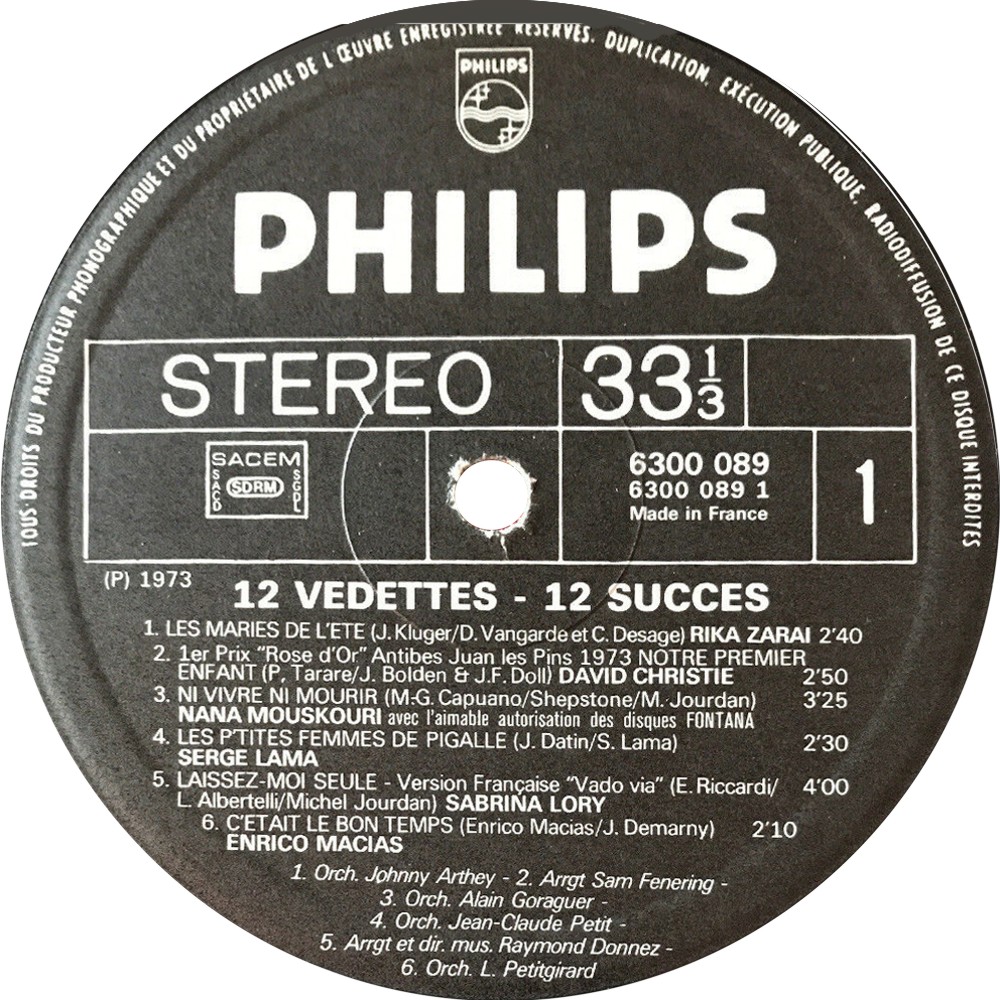 TOUS DROITS DU PRODUCTEUR PHONOGRAPHIQUE ET DU PROPRIÉTAIRE DE L'ŒUVRE ENREGISTRÉE RÉSERVÉS. DUPLICATION, EXÉCUTION PUBLIQUE, RADIODIFFUSION DE CE DISQUE INTERDITES
PHILIPS
PHILIPS
STEREO 33 1/3
SACEM
SACD SDRM SGDL
6300 089
6300 089 1
Made in France
1
(P) 1973
12 VEDETTES - 12 SUCCES
1. LES MARIES DE L'ETE (J. Kluger/D. Vangarde et C. Desage) RIKA ZARAI 2'40
2. 1er Prix "Rose d'Or" Antibes Juan les Pins 1973 NOTRE PREMIER
ENFANT (P. Tarare/J. Bolden & J.F. Doll) DAVID CHRISTIE 2'50
3. NI VIVRE NI MOURIR (M-G. Capuano/Shepstone/M. Jourdan) 3'25
NANA MOUSKOURI avec l'aimable autorisation des disques FONTANA
4. LES P'TITES FEMMES DE PIGALLE (J. Datin/S. Lama) 2'30
SERGE LAMA
5. LAISSEZ-MOI SEULE - Version Française "Vado via" (E. Riccardi/ 4'00
L. Albertelli/Michel Jourdan) SABRINA LORY
6. C'ETAIT LE BON TEMPS (Enrico Macias/J. Demarny) 2'10
ENRICO MACIAS
1. Orch. Johnny Arthey - 2. Arrgt Sam Fenering -
3. Orch. Alain Goraguer -
4. Orch. Jean-Claude Petit -
5. Arrgt et dir. mus. Raymond Donnez -
6. Orch. L. Petitgirard